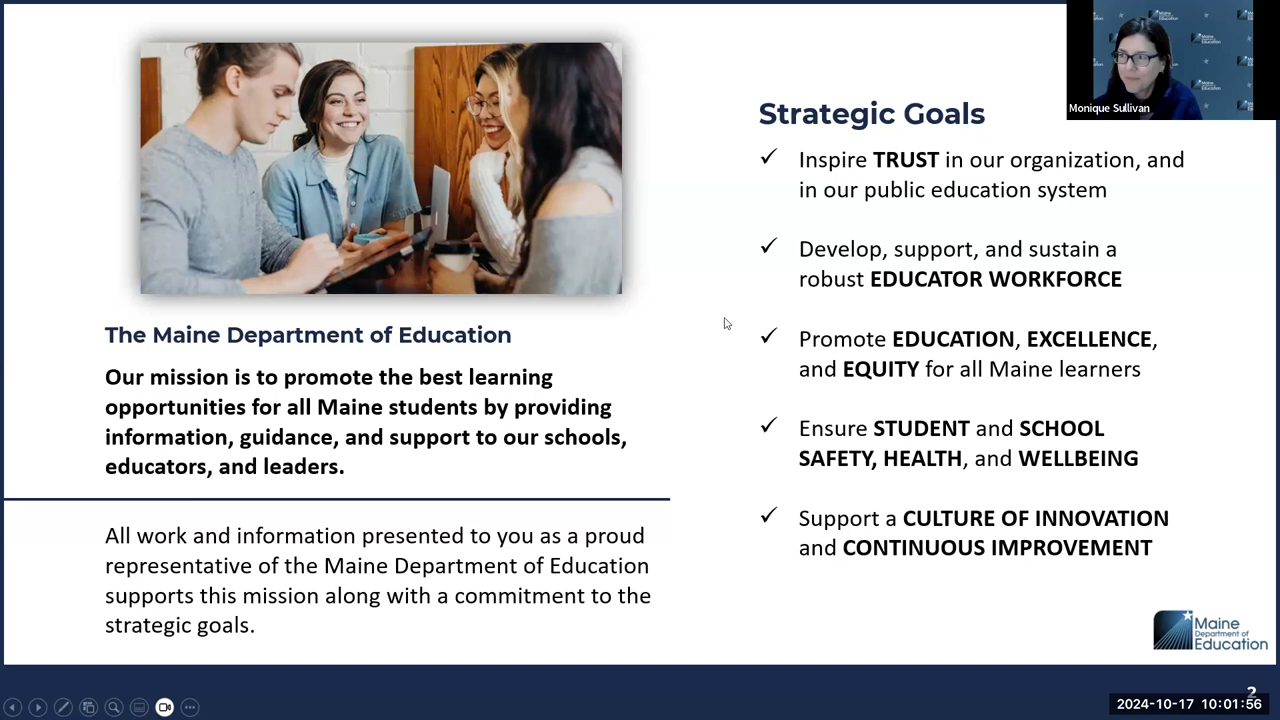 Monique Sullivan
The Maine Department of Education
Our mission is to promote the best learning
opportunities for all Maine students by providing
information, guidance, and support to our schools,
educators, and leaders.
All work and information presented to you as a proud
representative of the Maine Department of Education
supports this mission along with a commitment to the
strategic goals.
Strategic Goals
✓ Inspire TRUST in our organization, and
in our public education system
✓ Develop, support, and sustain a
robust EDUCATOR WORKFORCE
✓ Promote EDUCATION, EXCELLENCE,
and EQUITY for all Maine learners
✓ Ensure STUDENT and SCHOOL
SAFETY, HEALTH, and WELLBEING
✓ Support a CULTURE OF INNOVATION
and CONTINUOUS IMPROVEMENT
Maine
Department of
Education
2
2024-10-17 10:01:56